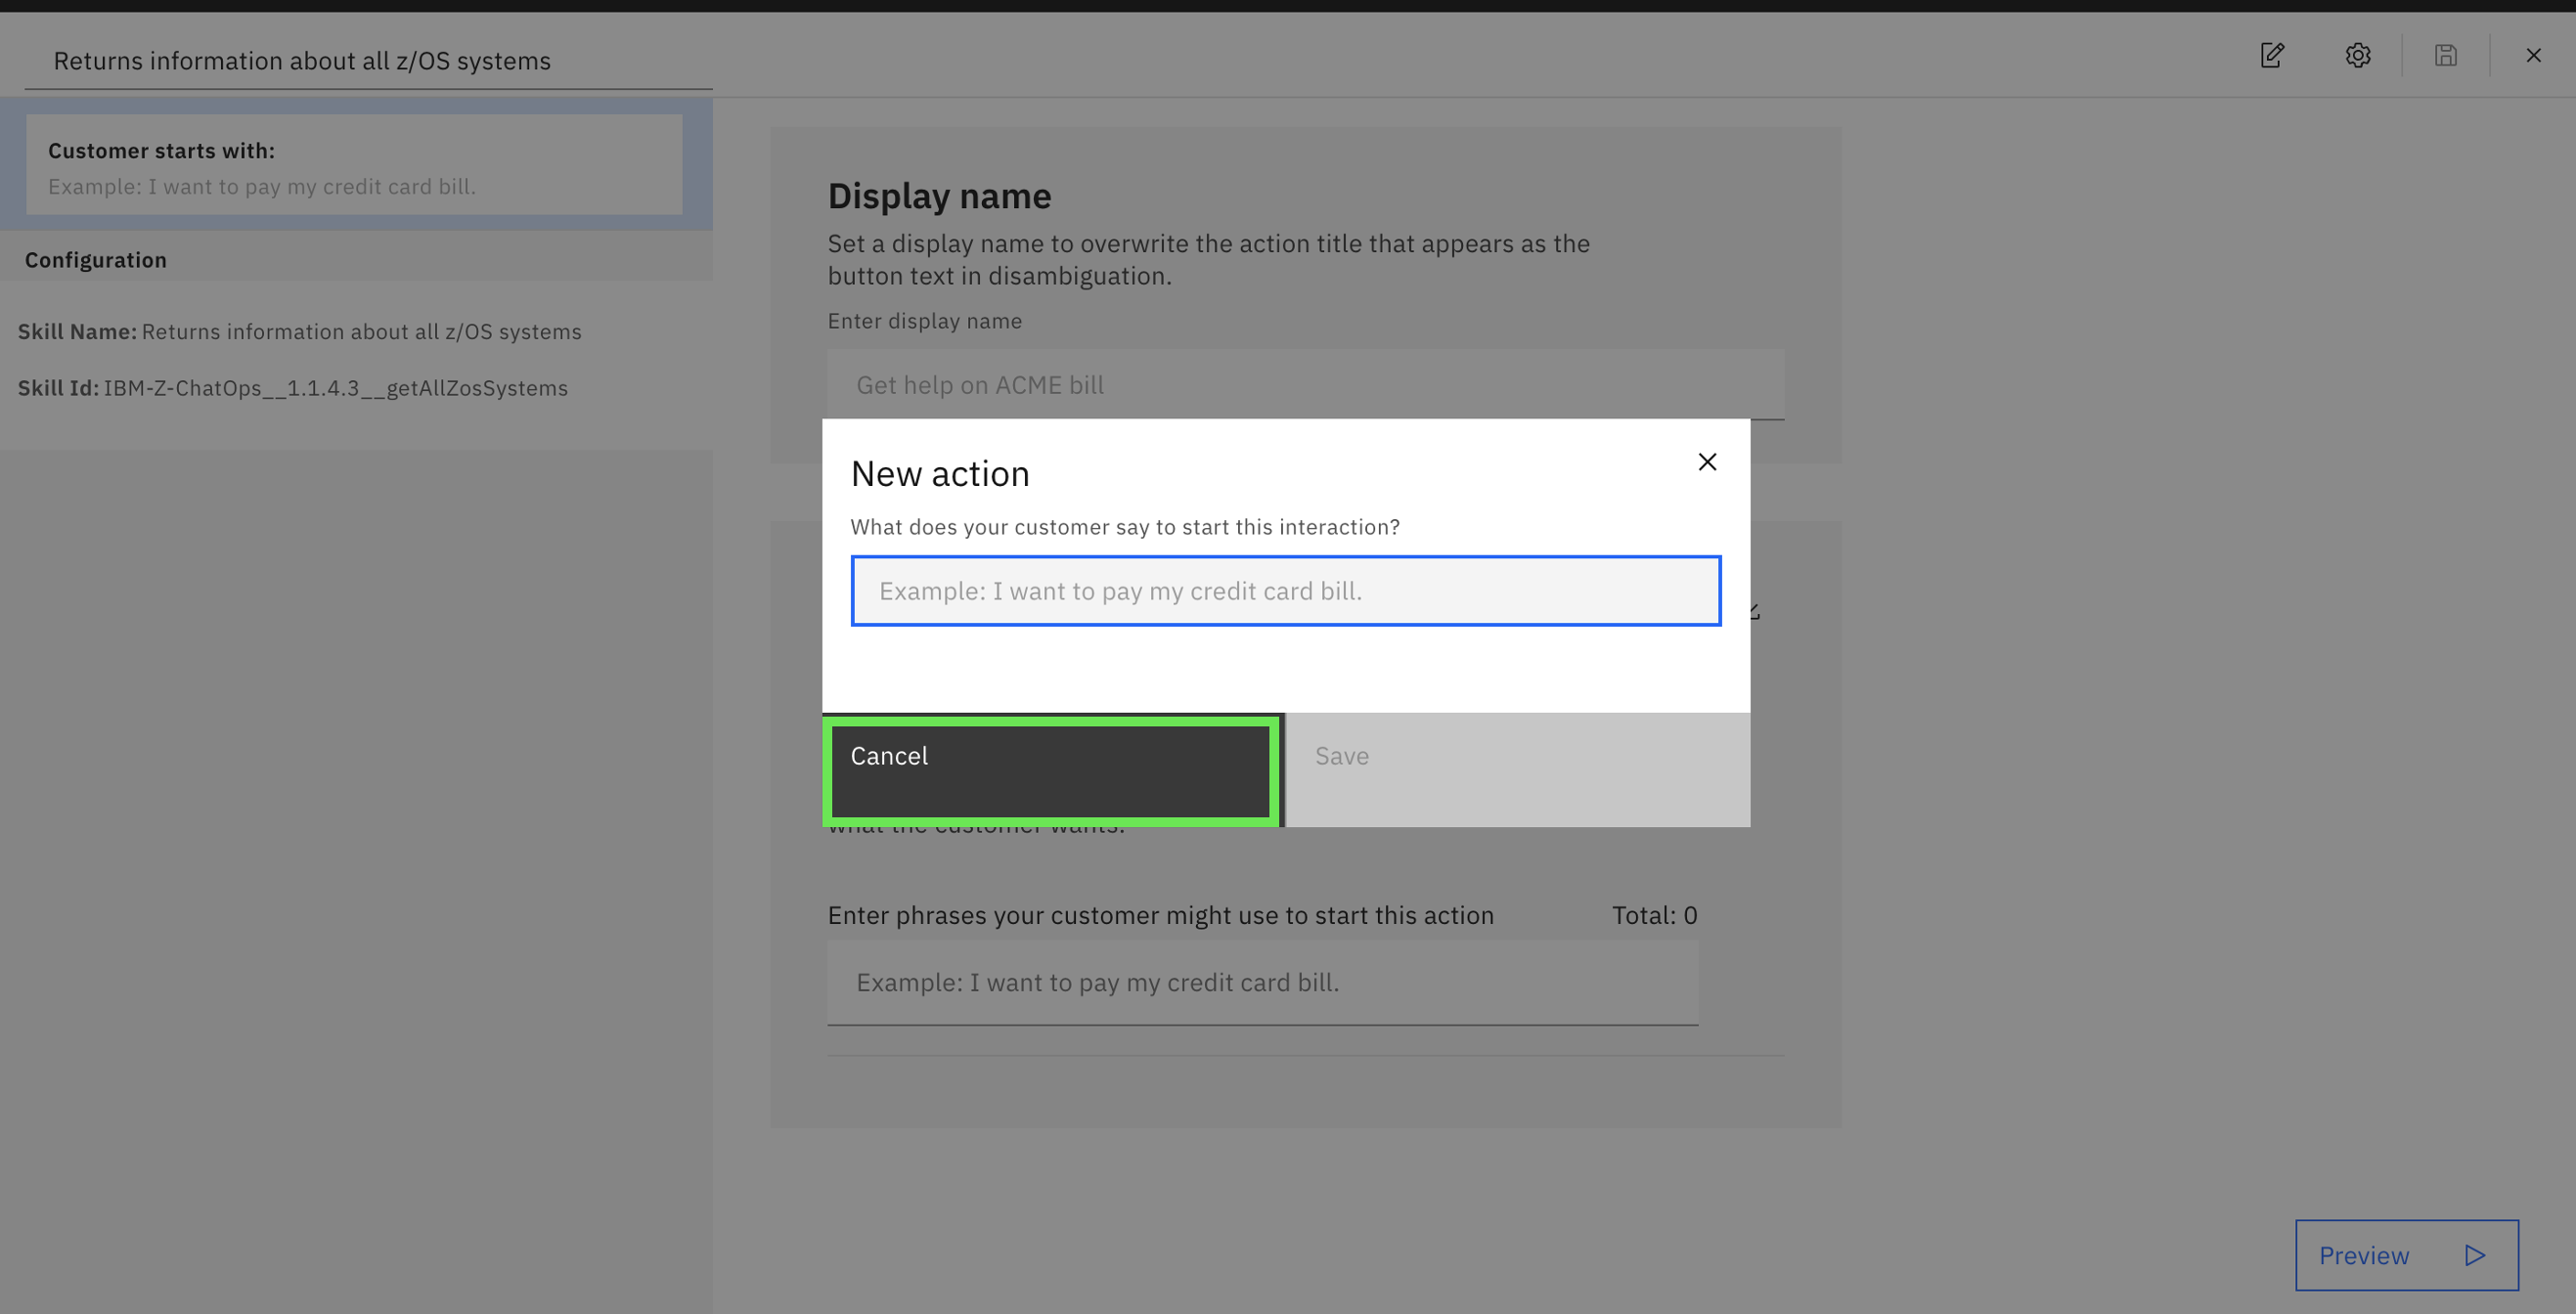 Returns information about all z/OS systems
Customer starts with:
Example: I want to pay my credit card bill.
Configuration
Skill Name: Returns information about all z/OS systems
Skill Id: IBM-Z-ChatOps__1.1.4.3__getAllZosSystems
Display name
Set a display name to overwrite the action title that appears as the
button text in disambiguation.
Enter display name
Get help on ACME bill
New action
What does your customer say to start this interaction?
Example: I want to pay my credit card bill.
Cancel
Save
what the customer wants.
Enter phrases your customer might use to start this action
Total: 0
Example: I want to pay my credit card bill.
Preview